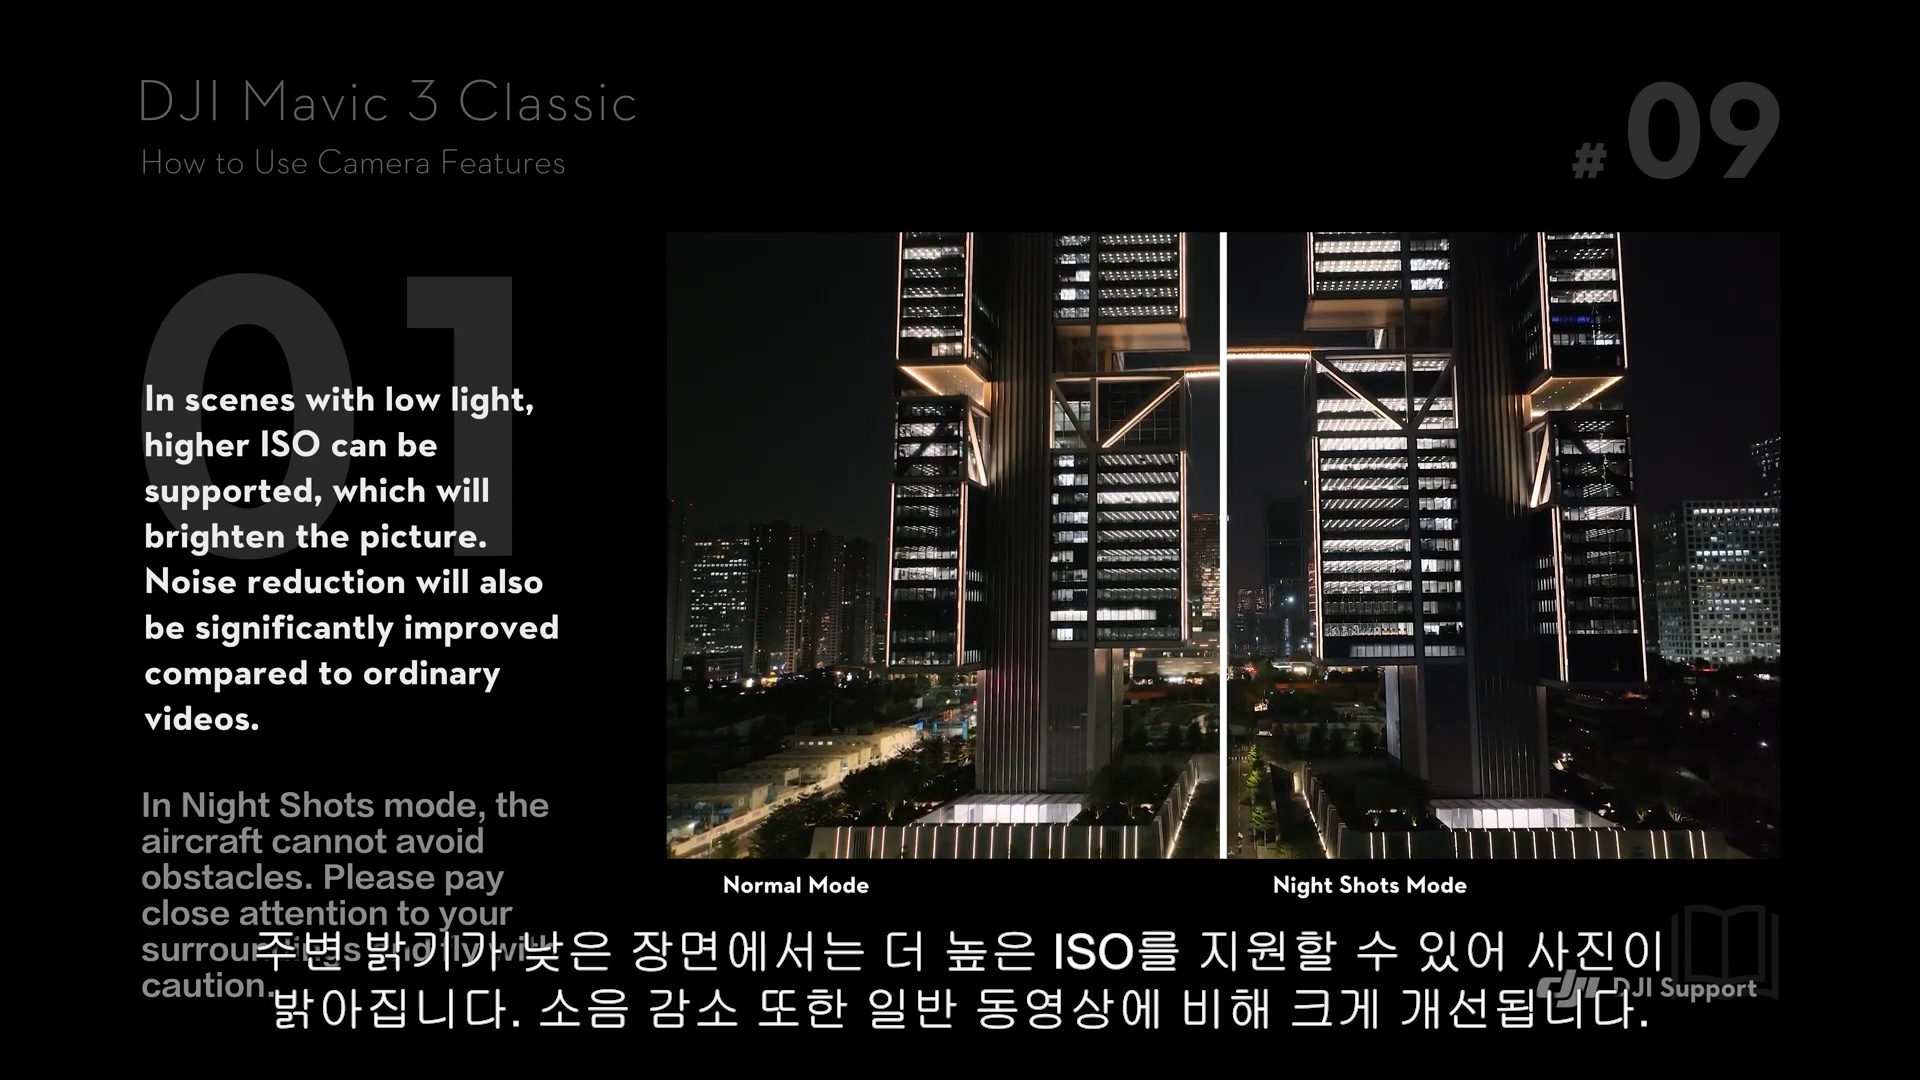 DJI Mavic 3 Classic
How to Use Camera Features
# 09
01
In scenes with low light,
higher ISO can be
supported, which will
brighten the picture.
Noise reduction will also
be significantly improved
compared to ordinary
videos.
In Night Shots mode, the
aircraft cannot avoid
obstacles. Please pay
close attention to your
surroundings and fly with
caution.
Normal Mode
Night Shots Mode
주변 밝기가 낮은 장면에서는 더 높은 ISO를 지원할 수 있어 사진이
밝아집니다. 소음 감소 또한 일반 동영상에 비해 크게 개선됩니다.
dji DJI Support